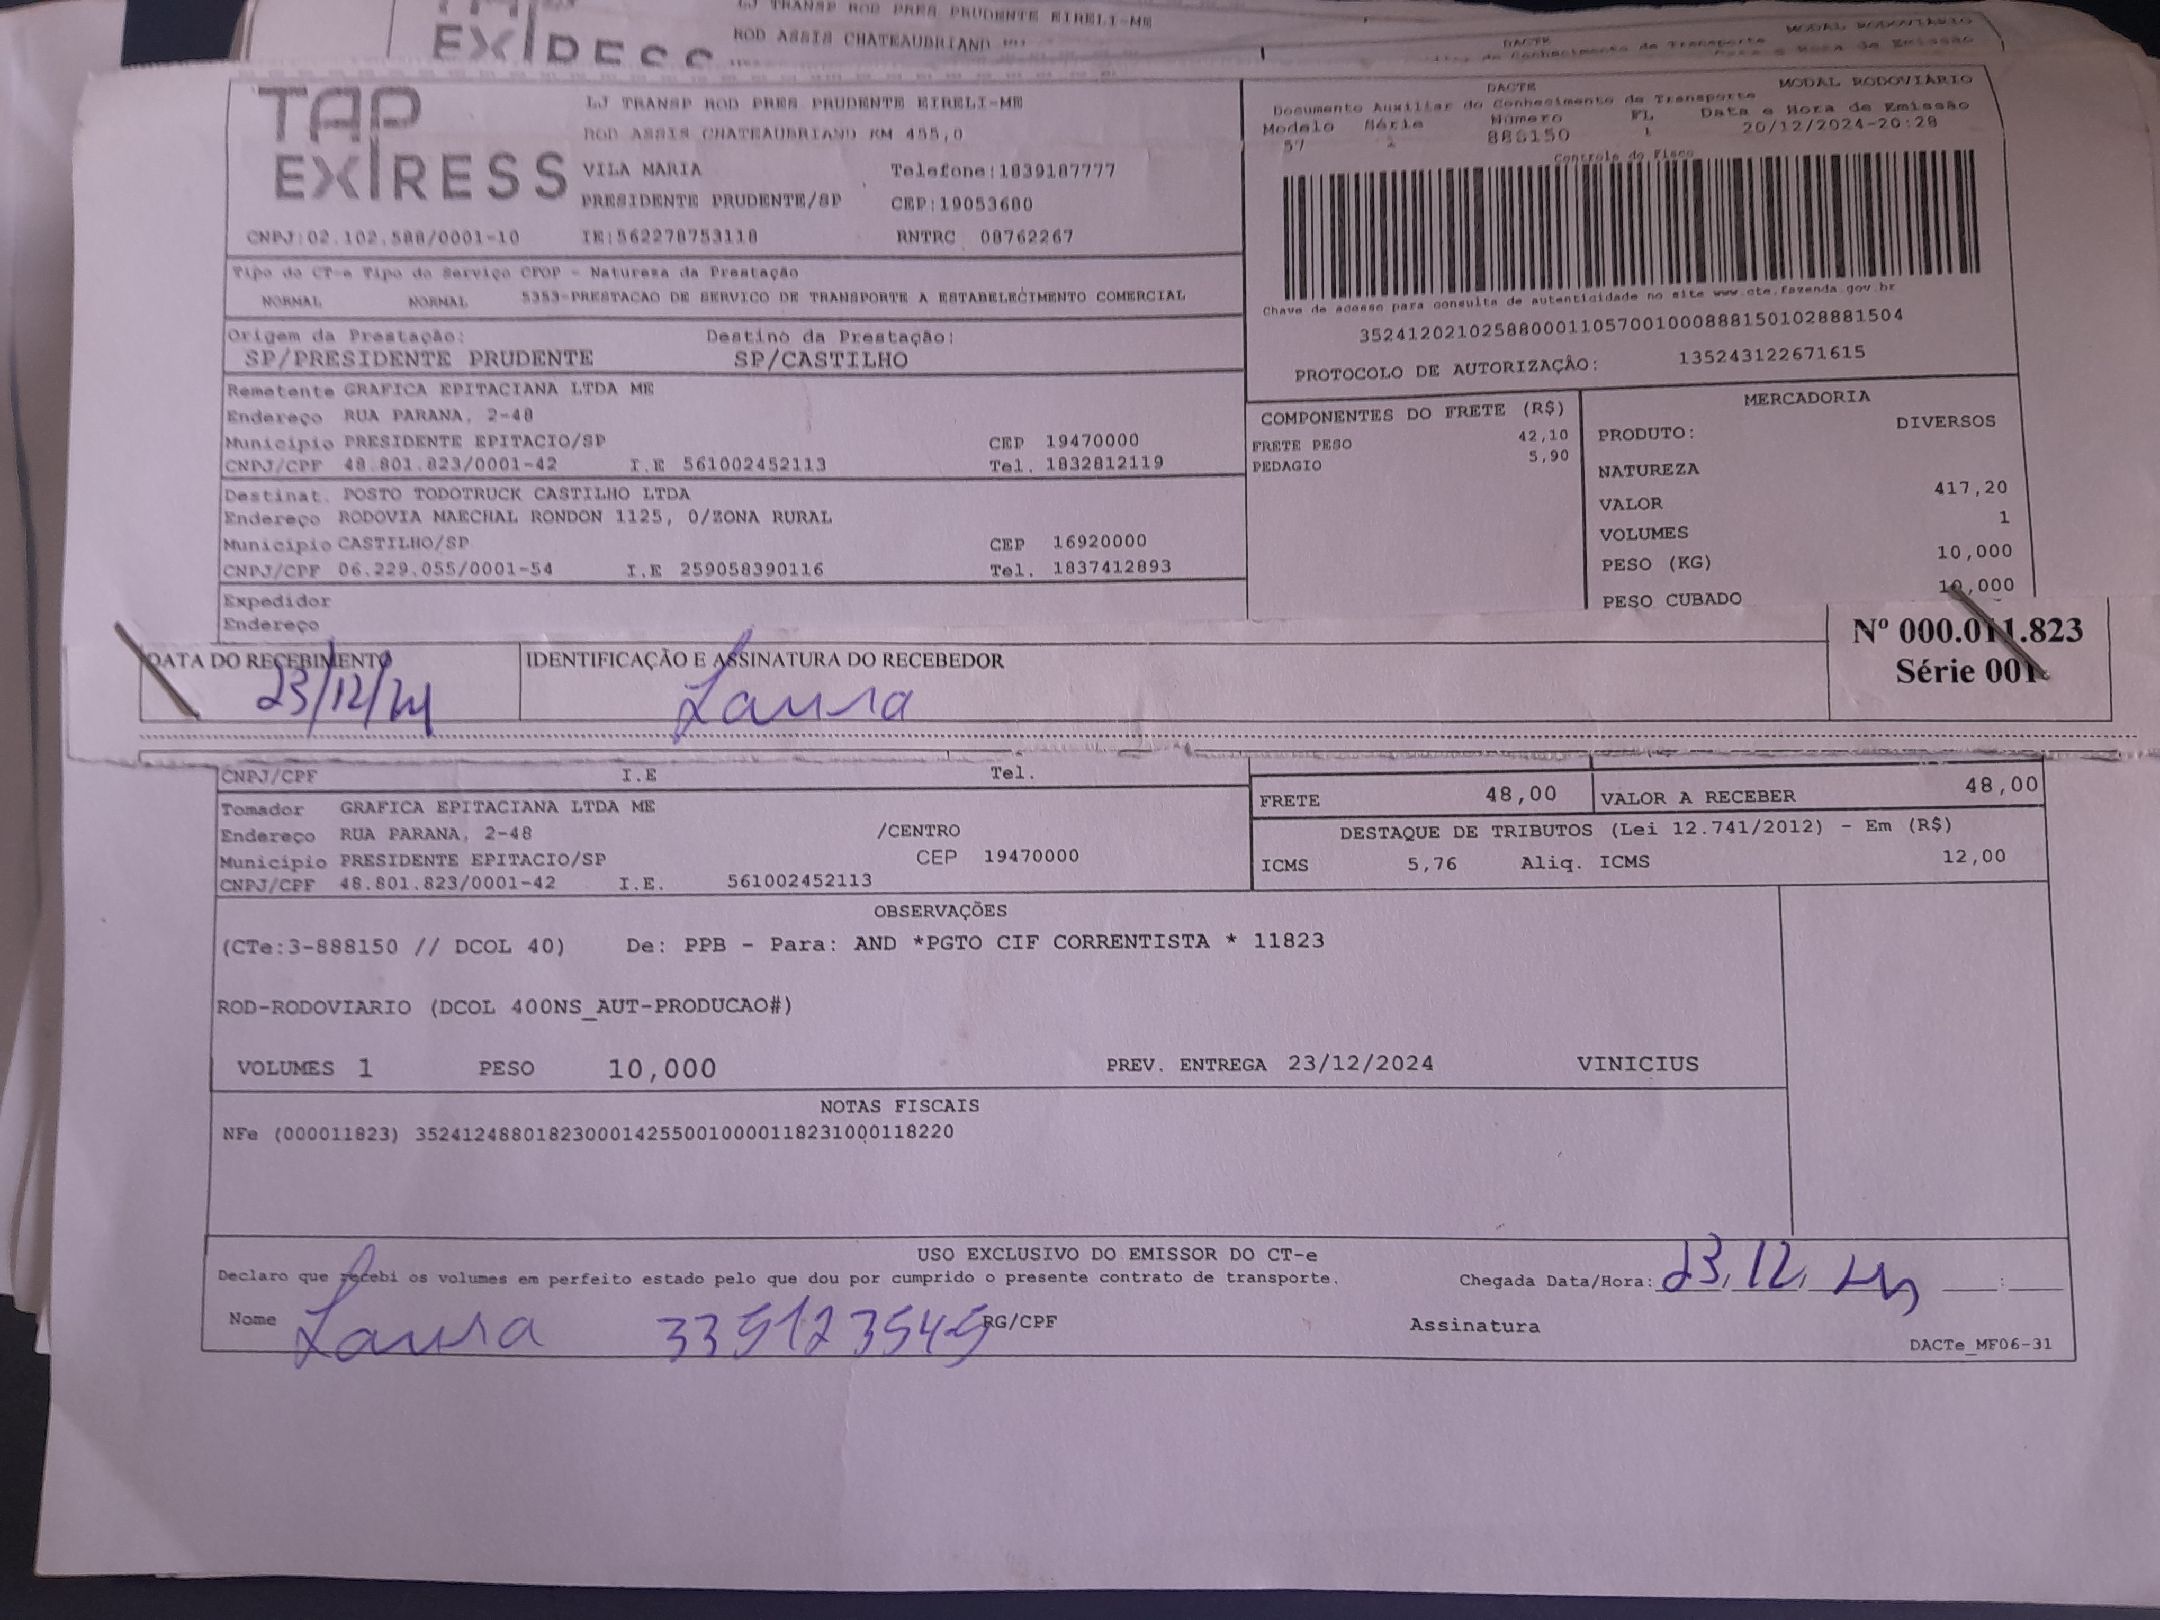 LJ TRANSP ROD PRES PRUDENTE EIRELI-ME
ROD ASSIS CHATEAUBRIAND
MODAL RODOVIÁRIO
DACTE
TAP EXPRESS
LJ TRANSP ROD PRES PRUDENTE EIRELI-ME
ROD ASSIS CHATEAUBRIAND KM 455,0
VILA MARIA Telefone:1839187777
PRESIDENTE PRUDENTE/SP CEP:19053680
CNPJ:02.102.588/0001-10 IE:562278753118 RNTRC 08762267
DACTE MODAL RODOVIÁRIO
Documento Auxiliar do Conhecimento de Transporte
Modelo Série Número FL Data e Hora de Emissão
57 888150 1 20/12/2024-20:28
Controle do Fisco
Chave de acesso para consulta de autenticidade no site www.cte.fazenda.gov.br
35241202102588000110570010008881501028881504
PROTOCOLO DE AUTORIZAÇÃO: 135243122671615
Tipo do CT-e Tipo do Serviço CFOP - Natureza da Prestação
NORMAL NORMAL 5353-PRESTACAO DE SERVICO DE TRANSPORTE A ESTABELECIMENTO COMERCIAL
Origem da Prestação: Destino da Prestação:
SP/PRESIDENTE PRUDENTE SP/CASTILHO
Remetente GRAFICA EPITACIANA LTDA ME
Endereço RUA PARANA, 2-48
Município PRESIDENTE EPITACIO/SP CEP 19470000
CNPJ/CPF 48.801.823/0001-42 I.E 561002452113 Tel. 1832812119
Destinat. POSTO TODOTRUCK CASTILHO LTDA
Endereço RODOVIA MAECHAL RONDON 1125, 0/ZONA RURAL
Município CASTILHO/SP CEP 16920000
CNPJ/CPF 06.229.055/0001-54 I.E 259058390116 Tel. 1837412893
Expedidor
Endereço
COMPONENTES DO FRETE (R$)
FRETE PESO 42,10
PEDAGIO 5,90
MERCADORIA
PRODUTO: DIVERSOS
NATUREZA
VALOR 417,20
VOLUMES 1
PESO (KG) 10,000
PESO CUBADO 10,000
DATA DO RECEBIMENTO
23/12/24
IDENTIFICAÇÃO E ASSINATURA DO RECEBEDOR
Laura
Nº 000.011.823
Série 001
CNPJ/CPF I.E Tel.
Tomador GRAFICA EPITACIANA LTDA ME
Endereço RUA PARANA, 2-48 /CENTRO
Município PRESIDENTE EPITACIO/SP CEP 19470000
CNPJ/CPF 48.801.823/0001-42 I.E. 561002452113
FRETE 48,00 VALOR A RECEBER 48,00
DESTAQUE DE TRIBUTOS (Lei 12.741/2012) - Em (R$)
ICMS 5,76 Aliq. ICMS 12,00
OBSERVAÇÕES
(CTe:3-888150 // DCOL 40) De: PPB - Para: AND *PGTO CIF CORRENTISTA * 11823
ROD-RODOVIARIO (DCOL 400NS_AUT-PRODUCAO#)
VOLUMES 1 PESO 10,000 PREV. ENTREGA 23/12/2024 VINICIUS
NOTAS FISCAIS
NFe (000011823) 35241248801823000142550010000118231000118220
USO EXCLUSIVO DO EMISSOR DO CT-e
Declaro que recebi os volumes em perfeito estado pelo que dou por cumprido o presente contrato de transporte.
Chegada Data/Hora: 23, 12, 24 :
Nome Laura 339123545 RG/CPF Assinatura
DACTe_MF06-31